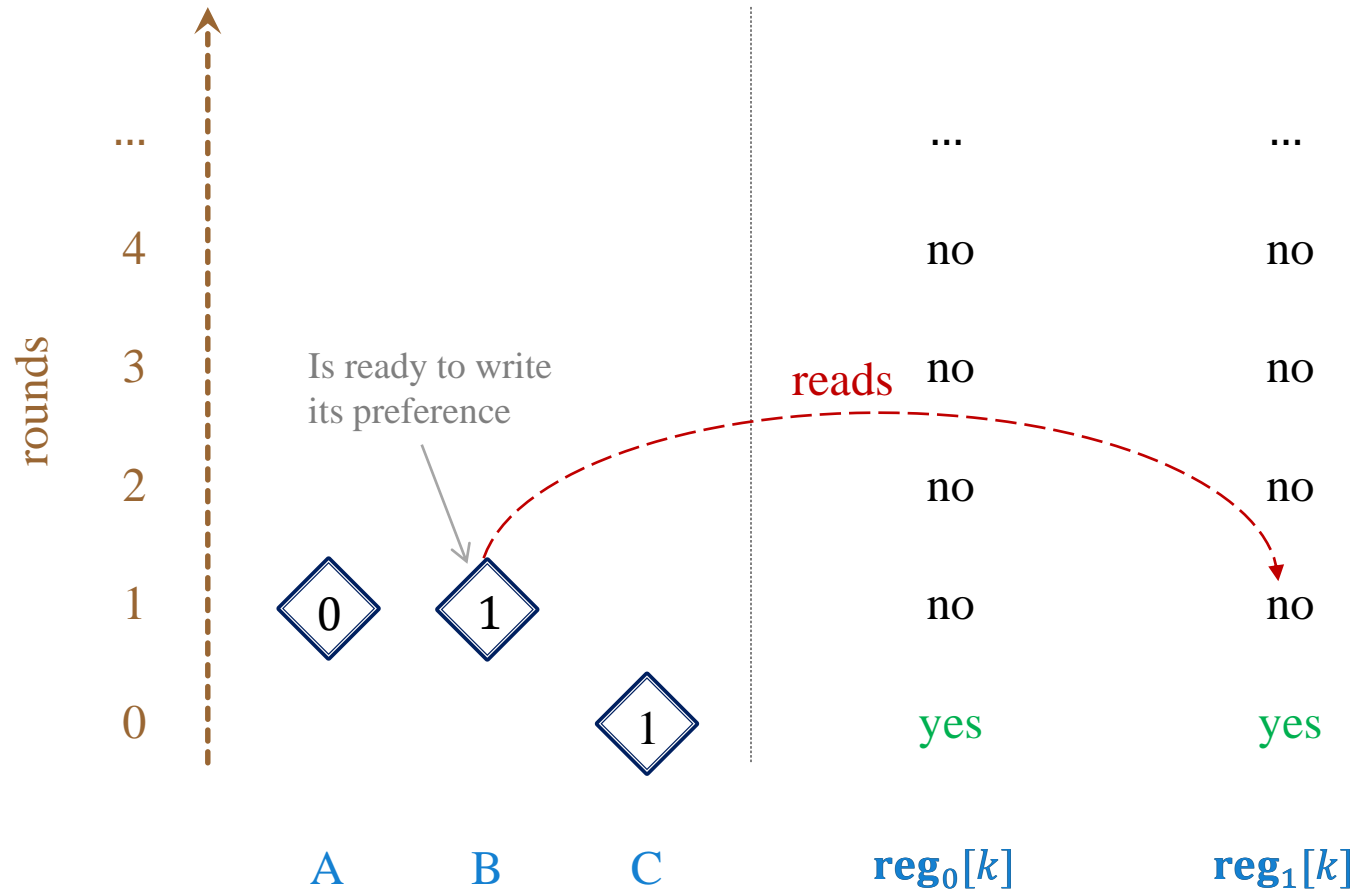 ... ... ...
4 no no
Is ready to write
its preference
rounds 3 reads no no
2 no no
1 0 1 no no
0 1 yes yes
A B C reg₀[k] reg₁[k]